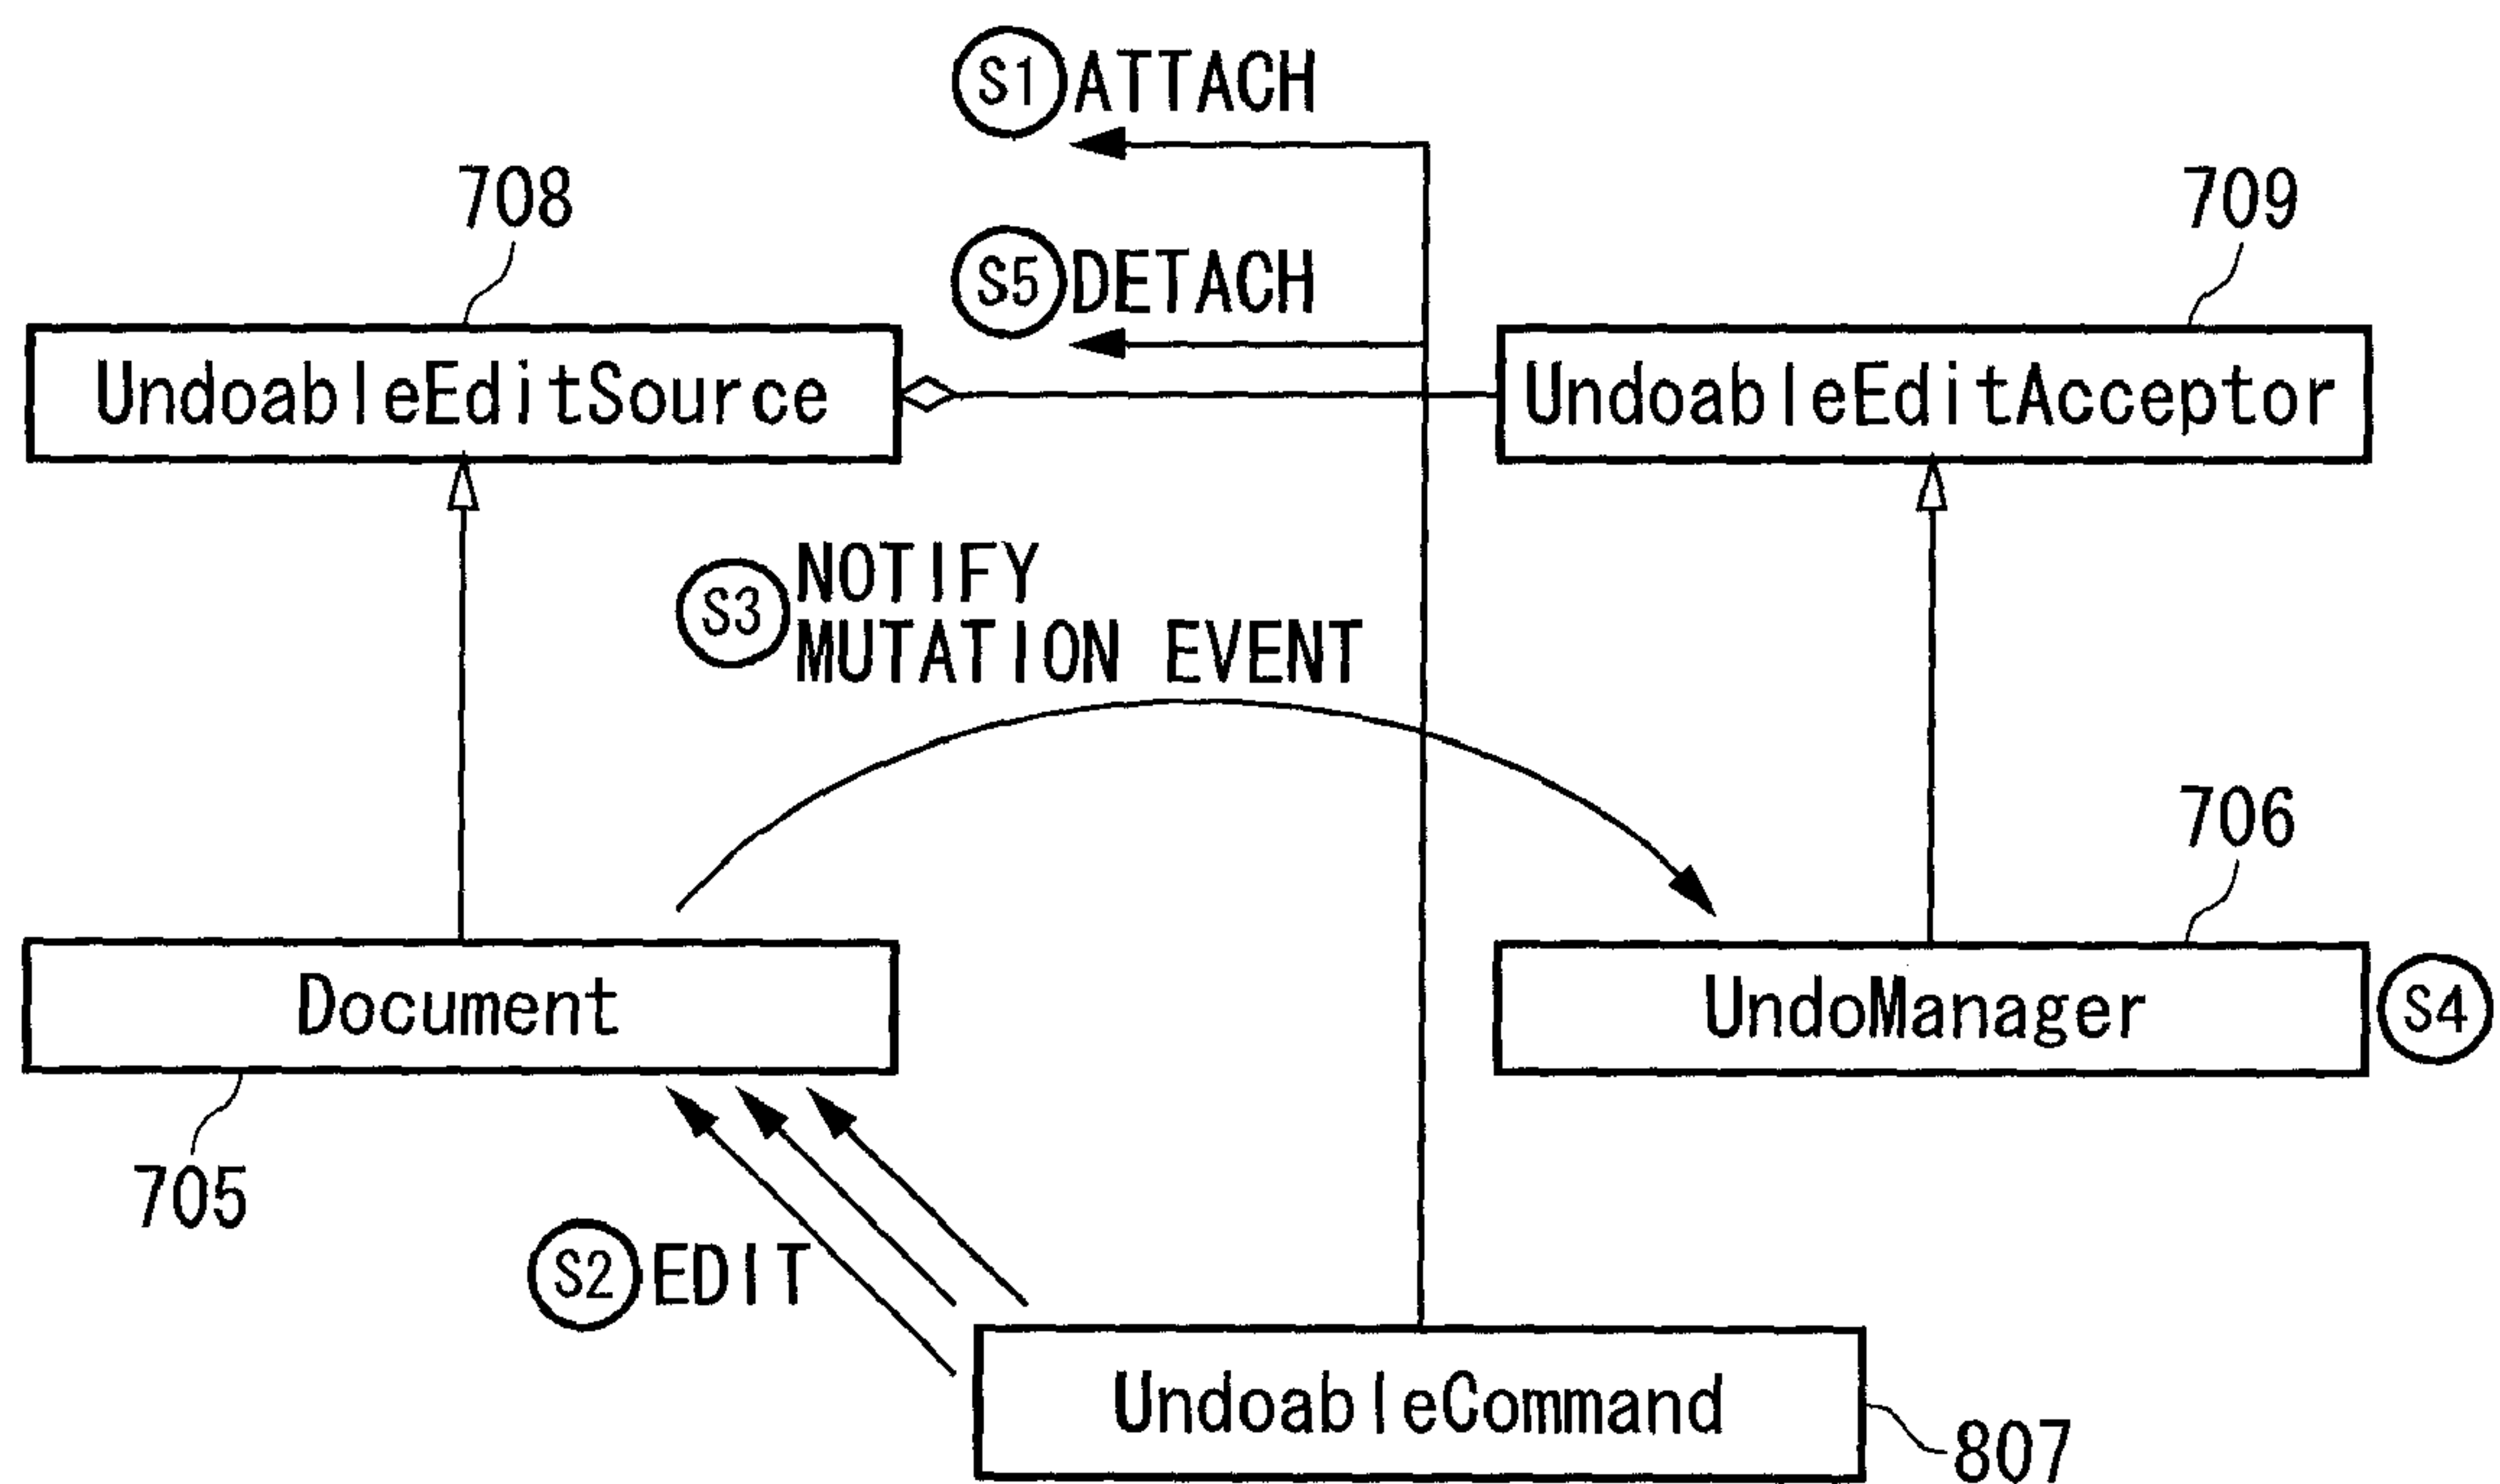 S1 ATTACH
708
709
S5 DETACH
UndoableEditSource
UndoableEditAcceptor
S3 NOTIFY
MUTATION EVENT
706
Document
UndoManager
S4
705
S2 EDIT
UndoableCommand
807